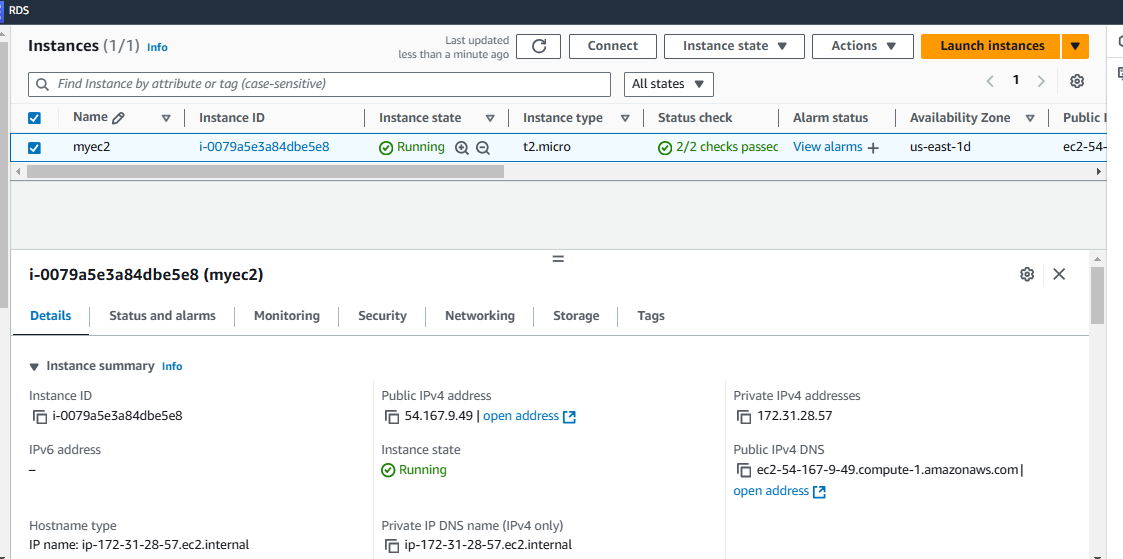 RDS
Instances (1/1) Info
Last updated
less than a minute ago
Connect
Instance state
Actions
Launch instances
Find Instance by attribute or tag (case-sensitive)
All states
1
Name Instance ID Instance state Instance type Status check Alarm status Availability Zone Public I
myec2 i-0079a5e3a84dbe5e8 Running t2.micro 2/2 checks passec View alarms + us-east-1d ec2-54-
i-0079a5e3a84dbe5e8 (myec2)
Details Status and alarms Monitoring Security Networking Storage Tags
Instance summary Info
Instance ID Public IPv4 address Private IPv4 addresses
i-0079a5e3a84dbe5e8 54.167.9.49 | open address 172.31.28.57
IPv6 address Instance state Public IPv4 DNS
– Running ec2-54-167-9-49.compute-1.amazonaws.com |
open address
Hostname type Private IP DNS name (IPv4 only)
IP name: ip-172-31-28-57.ec2.internal ip-172-31-28-57.ec2.internal